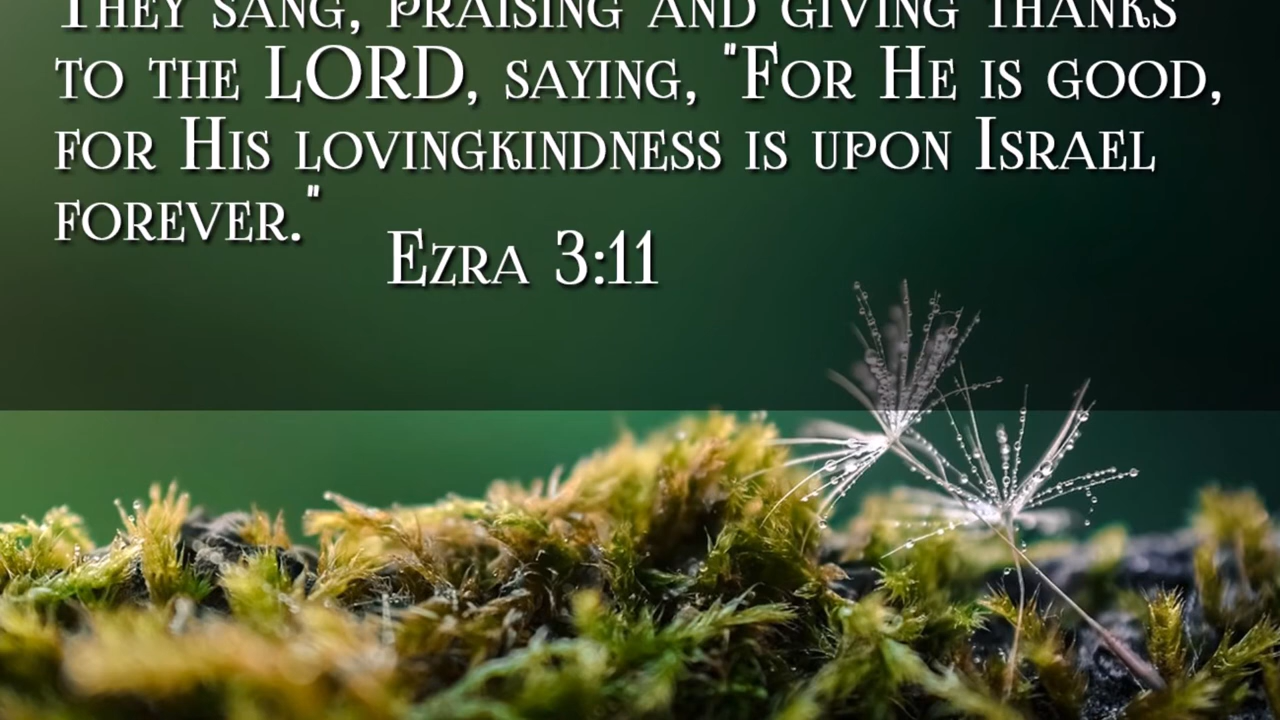 They sang, praising and giving thanks
to the LORD, saying, "For He is good,
for His lovingkindness is upon Israel
forever."
Ezra 3:11